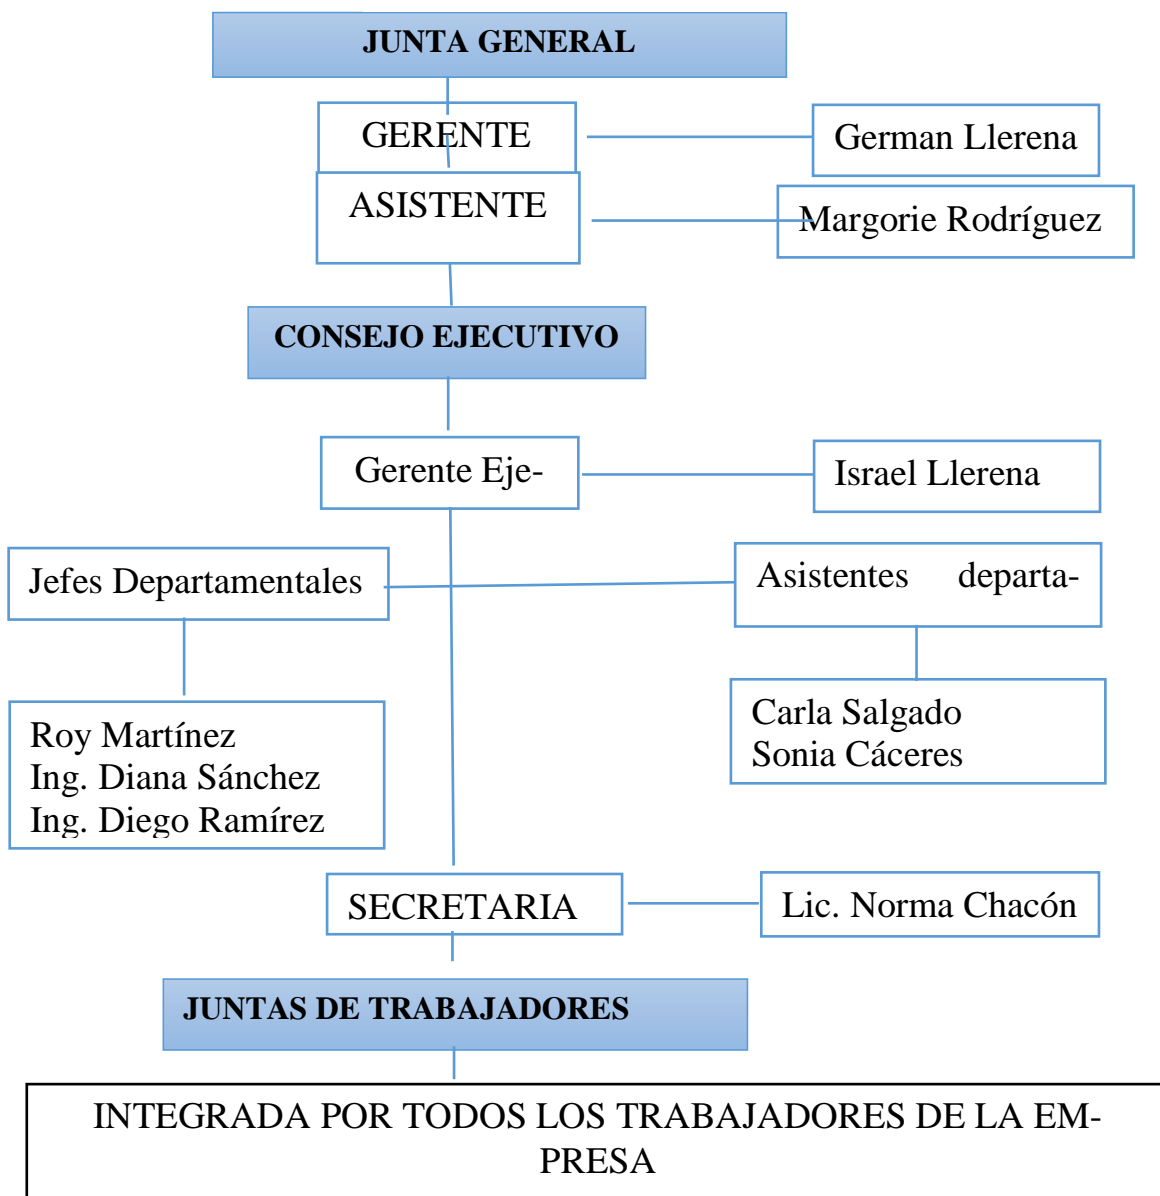 JUNTA GENERAL
GERENTE
German Llerena
ASISTENTE
Margorie Rodríguez
CONSEJO EJECUTIVO
Gerente Eje-
Israel Llerena
Jefes Departamentales
Asistentes departa-
Roy Martínez
Ing. Diana Sánchez
Ing. Diego Ramírez
Carla Salgado
Sonia Cáceres
SECRETARIA
Lic. Norma Chacón
JUNTAS DE TRABAJADORES
INTEGRADA POR TODOS LOS TRABAJADORES DE LA EM-
PRESA